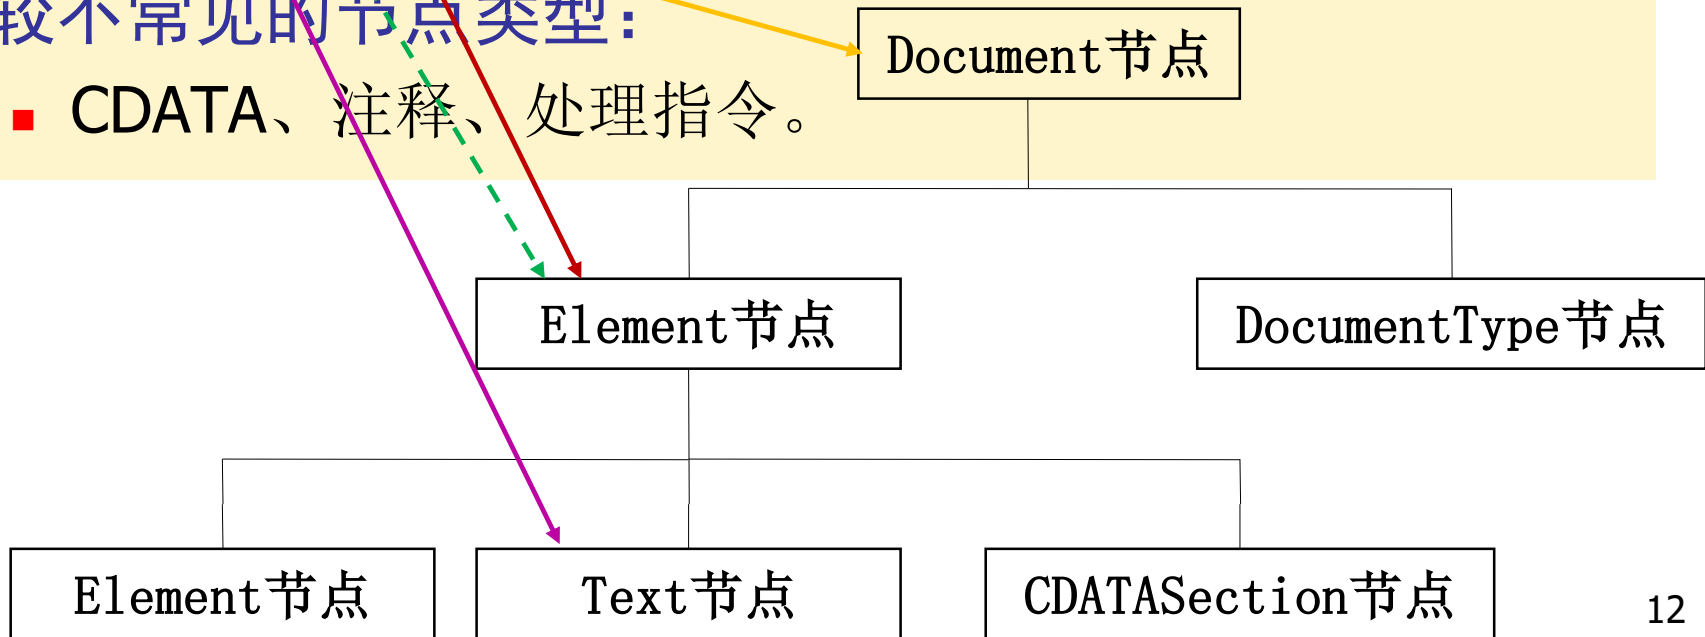 较不常见的节点类型：
Document节点
CDATA、注释、处理指令。
Element节点
DocumentType节点
Element节点
Text节点
CDATASection节点
12